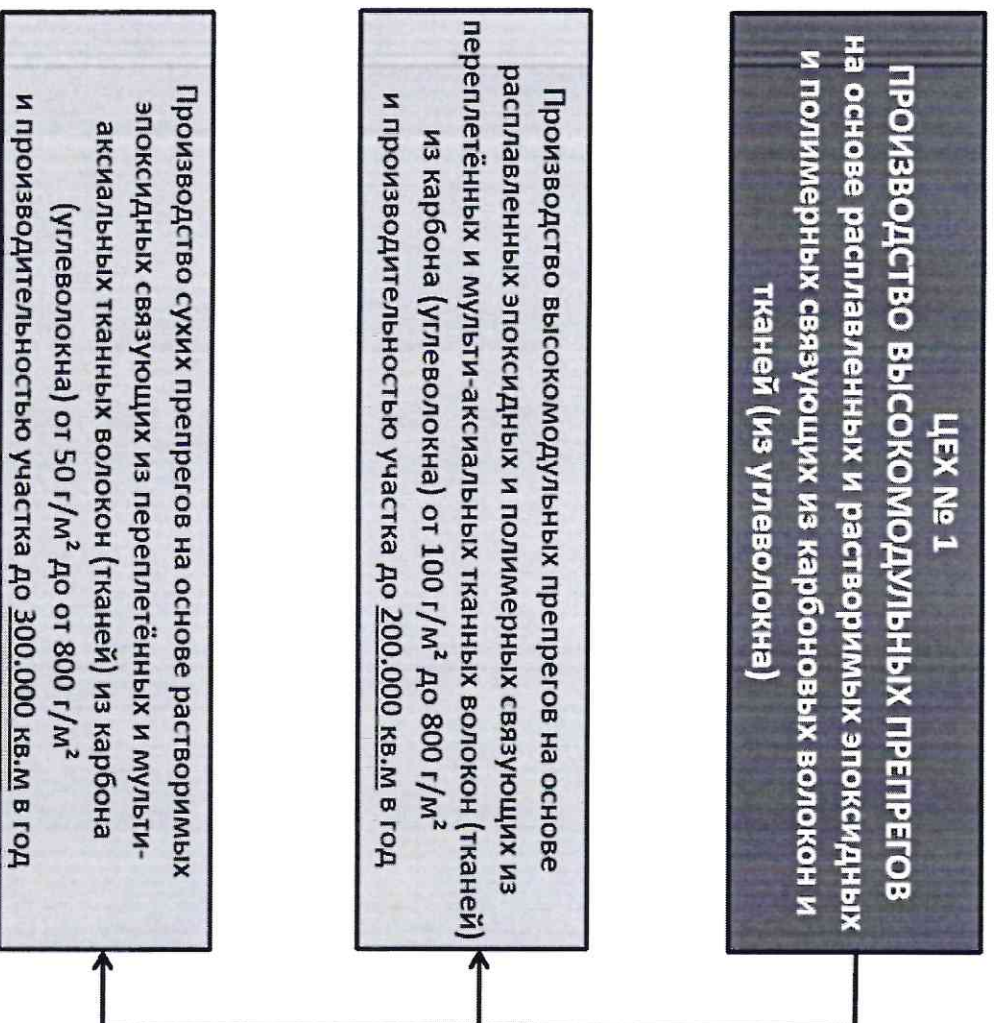 ЦЕХ № 1
ПРОИЗВОДСТВО ВЫСОКОМОДУЛЬНЫХ ПРЕПРЕГОВ
на основе расплавленных и растворимых эпоксидных
и полимерных связующих из карбоновых волокон и
тканей (из углеволокна)
Производство высокомодульных препрегов на основе
расплавленных эпоксидных и полимерных связующих из
переплетённых и мульти-аксиальных тканных волокон (тканей)
из карбона (углеволокна) от 100 г/м² до 800 г/м²
и производительностью участка до 200.000 кв.м в год
Производство сухих препрегов на основе растворимых
эпоксидных связующих из переплетённых и мульти-
аксиальных тканных волокон (тканей) из карбона
(углеволокна) от 50 г/м² до от 800 г/м²
и производительностью участка до 300.000 кв.м в год